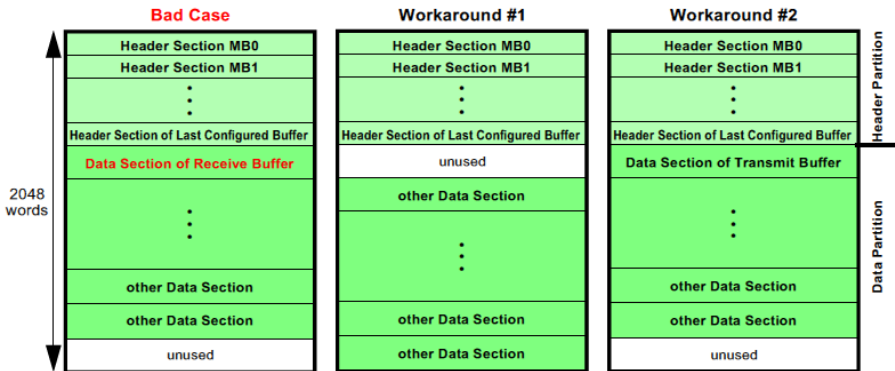 Bad Case
Workaround #1
Workaround #2
Header Section MB0
Header Section MB0
Header Section MB0
Header Section MB1
Header Section MB1
Header Section MB1
Header Section of Last Configured Buffer
Header Section of Last Configured Buffer
Header Section of Last Configured Buffer
Data Section of Receive Buffer
unused
Data Section of Transmit Buffer
other Data Section
2048
words
other Data Section
other Data Section
other Data Section
other Data Section
other Data Section
other Data Section
unused
unused
Header Partition
Data Partition